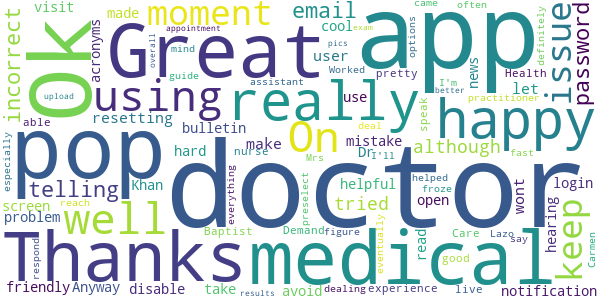 visit
made
moment
email
cool
came
often
definitely
options
app
issue
password
incorrect
Ok
acronyms
Great
overall
appointment
mind
exam
pics
user
pretty
news
Health
let
guide
Worked
I'm
better
upload
assistant
practitioner
using
really
use
able
resetting
bulletin
On
deal
speak
fast
happy
especially
pop
hard
nurse
make
mistake
Dr
I'll
although
Mrs
telling
Khan
everything
doctor
helpful
preselect
tried
helped
froze
open
read
wont
login
hearing
keep
screen
problem
well
reach
Baptist
Demand
figure
eventually
Care
Lazo
say
good
Carmen
respond
Thanks
medical
friendly
Anyway
disable
results
take
avoid
dealing
experience
live
notification